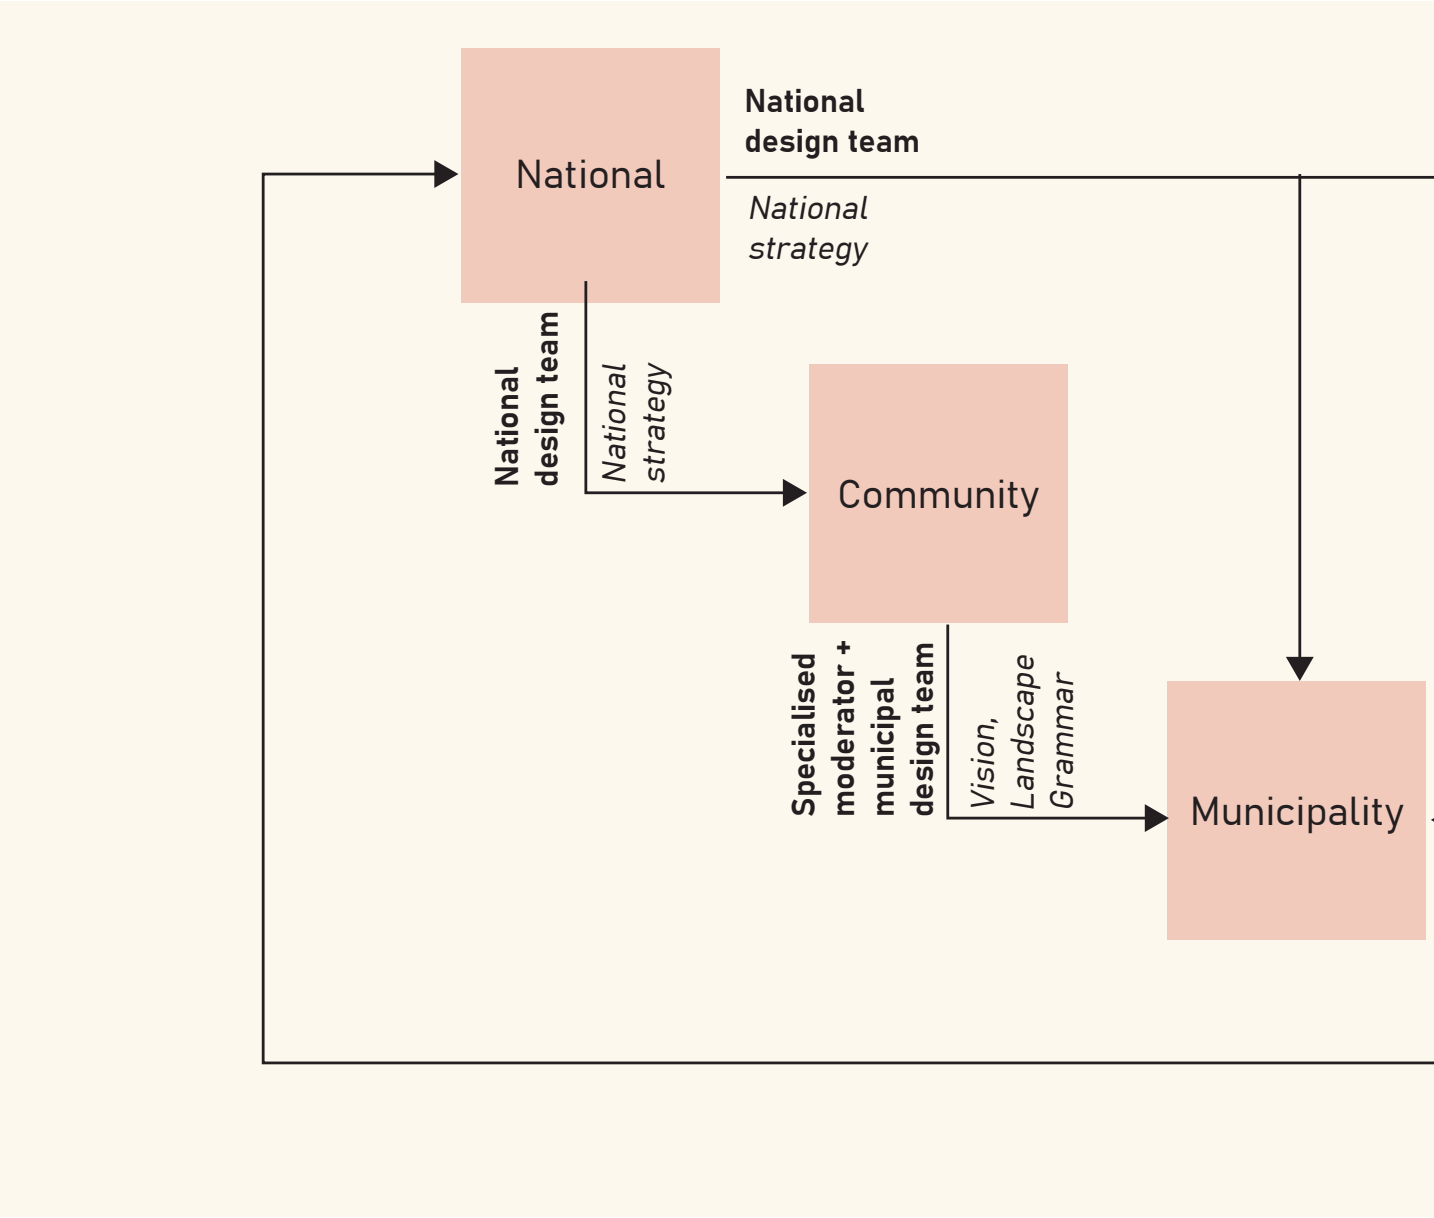 National
design team
National
National
strategy
National
design team
National
strategy
Community
Specialised
moderator +
municipal
design team
Vision,
Landscape
Grammar
Municipality